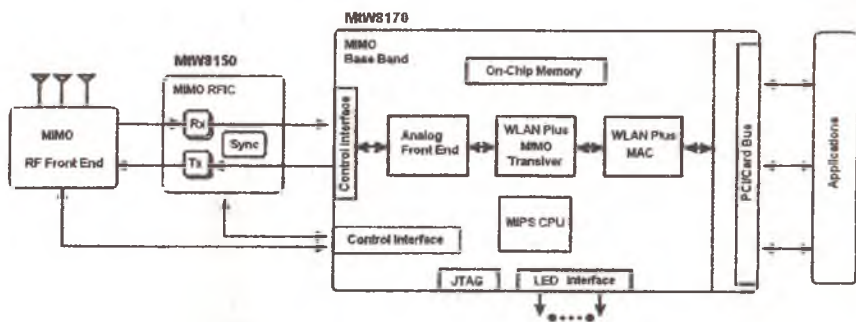 MtW8170
MtW8150
MIMO
Base Band
On-Chip Memory
MIMO RFIC
Rx
Tx
Sync
MIMO
RF Front End
Control Interface
Analog
Front End
WLAN Plus
MIMO
Transiver
WLAN Plus
MAC
PCI/Card Bus
Applications
MIPS CPU
Control Interface
JTAG
LED Interface